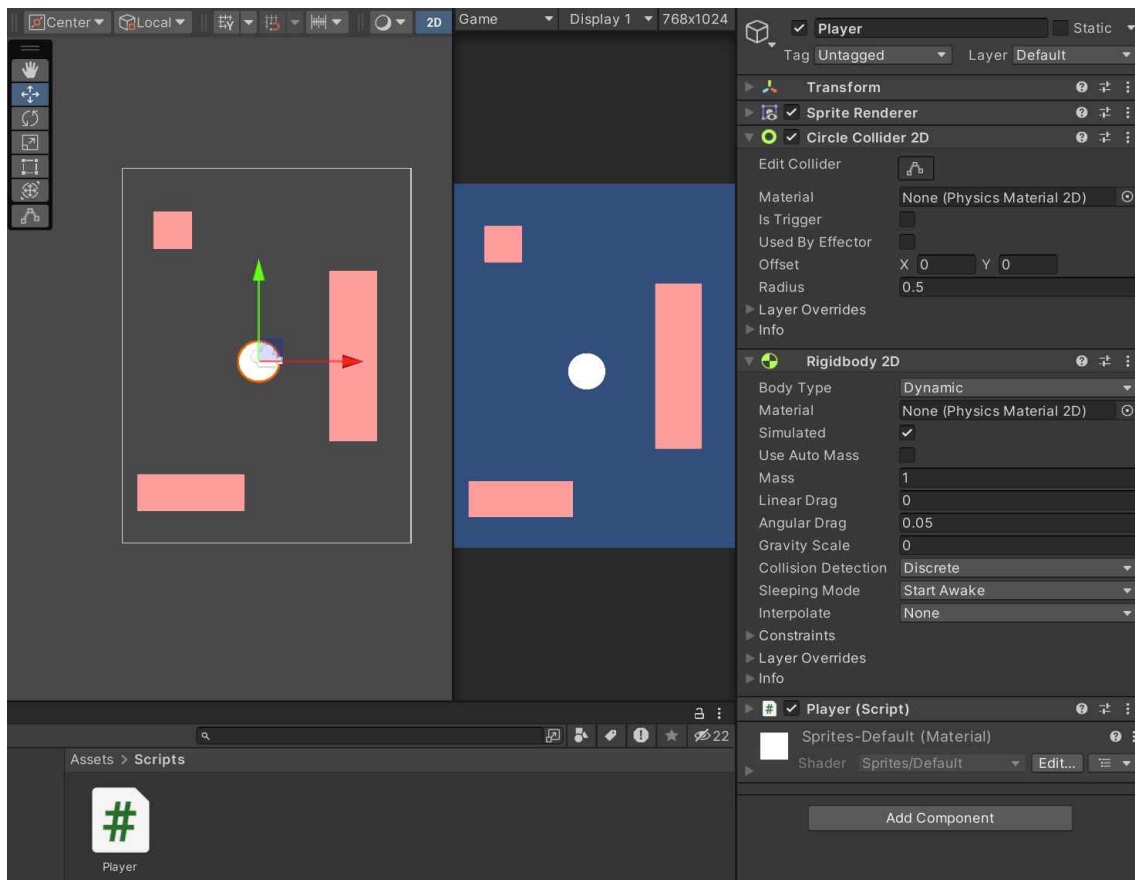 Center Local 2D
Game Display 1 768x1024
Player Static
Tag Untagged Layer Default
Transform
Sprite Renderer
Circle Collider 2D
Edit Collider
Material None (Physics Material 2D)
Is Trigger
Used By Effector
Offset X 0 Y 0
Radius 0.5
Layer Overrides
Info
Rigidbody 2D
Body Type Dynamic
Material None (Physics Material 2D)
Simulated
Use Auto Mass
Mass 1
Linear Drag 0
Angular Drag 0.05
Gravity Scale 0
Collision Detection Discrete
Sleeping Mode Start Awake
Interpolate None
Constraints
Layer Overrides
Info
Player (Script)
Sprites-Default (Material)
Shader Sprites/Default Edit...
Add Component
22
Assets > Scripts
#
Player